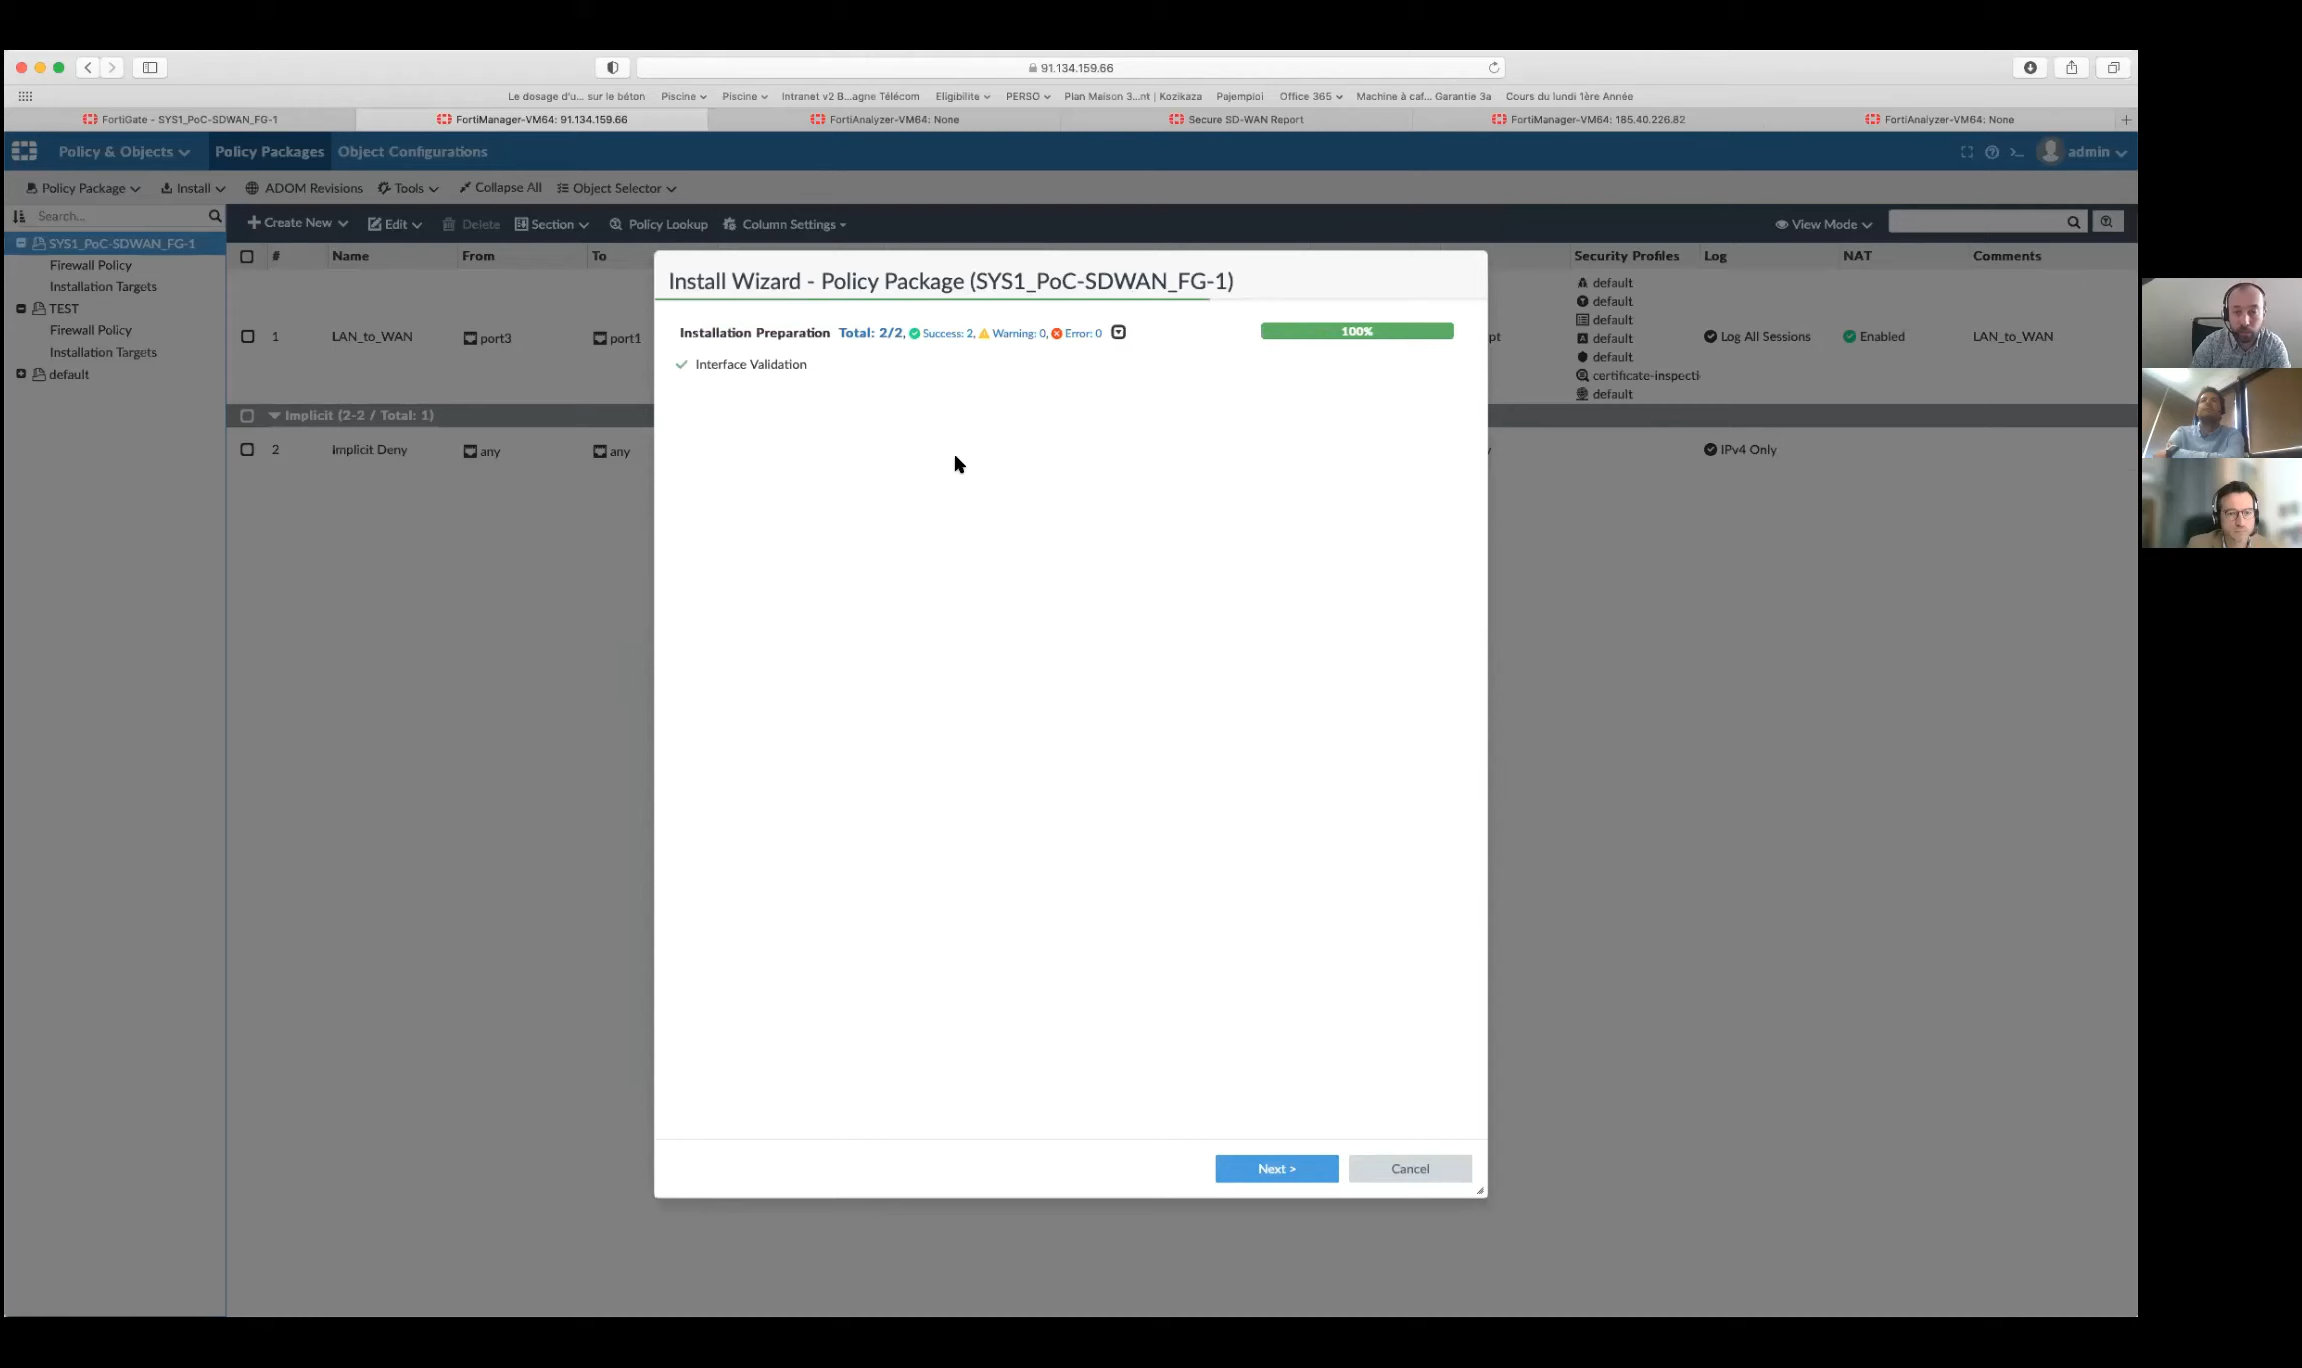 91.134.159.66
Le dosage d'u... sur le béton Piscine Piscine Intranet v2 B...agne Télécom Eligibilite PERSO Plan Maison 3...nt | Kozikaza Pajemploi Office 365 Machine à caf... Garantie 3a Cours du lundi 1ère Année
FortiGate - SYS1_PoC-SDWAN_FG-1 FortiManager-VM64: 91.134.159.66 FortiAnalyzer-VM64: None Secure SD-WAN Report FortiManager-VM64: 185.40.226.82 FortiAnalyzer-VM64: None
Policy & Objects Policy Packages Object Configurations admin
Policy Package Install ADOM Revisions Tools Collapse All Object Selector
Search... Create New Edit Delete Section Policy Lookup Column Settings View Mode
SYS1_PoC-SDWAN_FG-1
Firewall Policy
Installation Targets
TEST
Firewall Policy
Installation Targets
default
# Name From To Security Profiles Log NAT Comments
1 LAN_to_WAN port3 port1 pt Log All Sessions Enabled LAN_to_WAN
default
default
default
default
default
certificate-inspecti
default
Implicit (2-2 / Total: 1)
2 Implicit Deny any any IPv4 Only
Install Wizard - Policy Package (SYS1_PoC-SDWAN_FG-1)
Installation Preparation Total: 2/2, Success: 2, Warning: 0, Error: 0 100%
Interface Validation
Next > Cancel